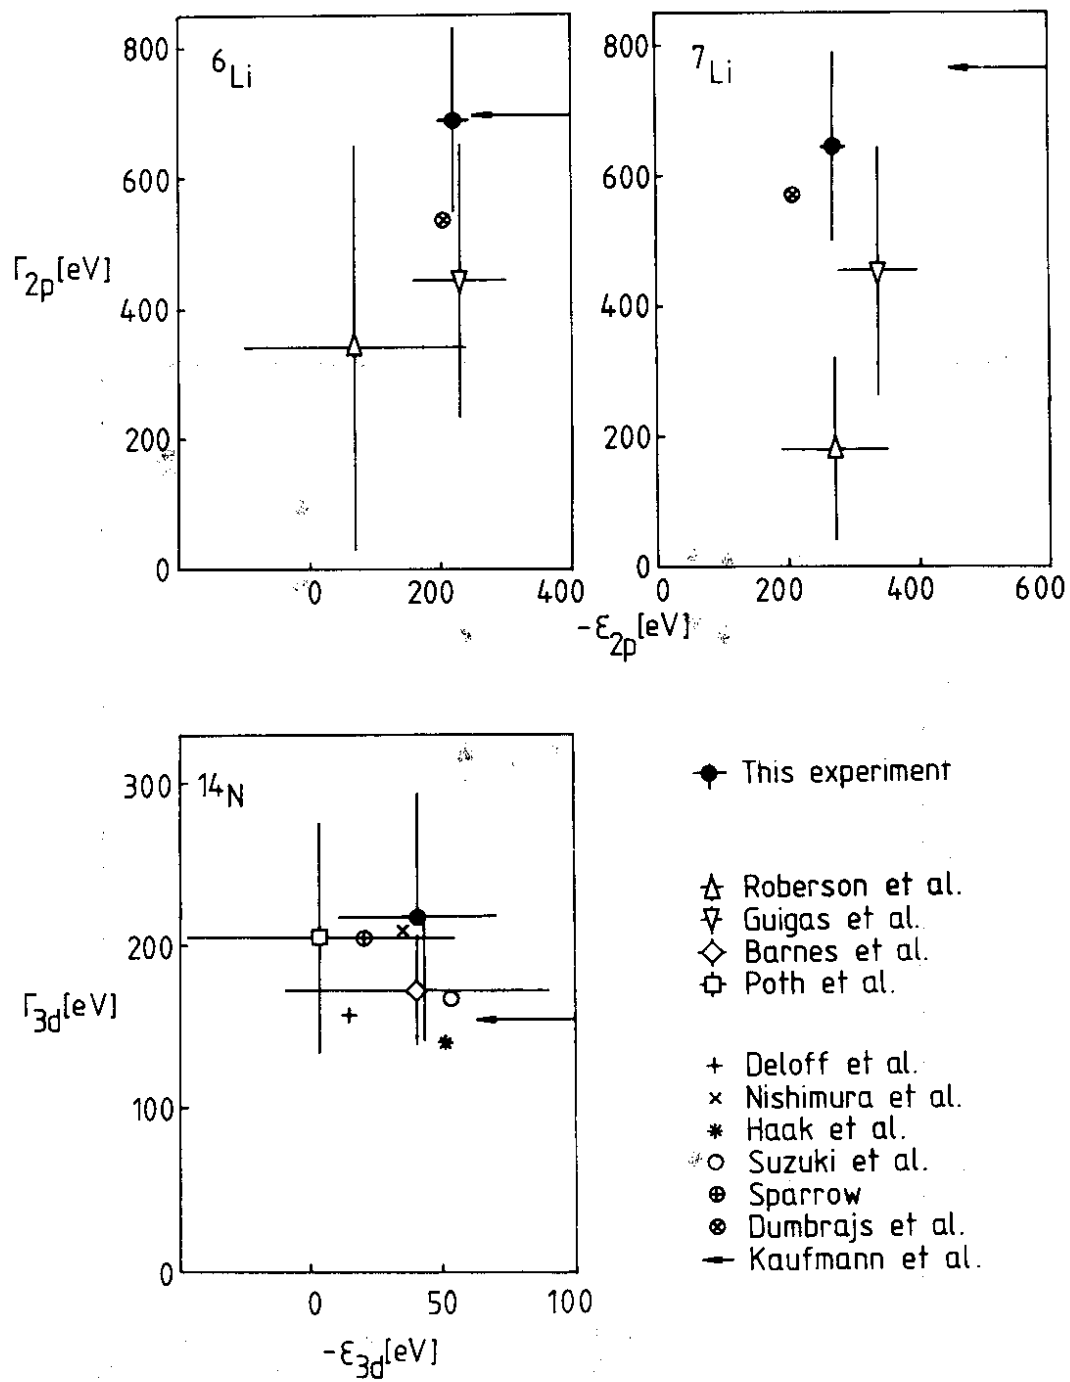 800
600
400
200
0
⁶Li
Γ₂ₚ[eV]
0 200 400
800
600
400
200
0
⁷Li
0 200 400 600
-ε₂ₚ[eV]
300
200
100
0
¹⁴N
Γ₃d[eV]
0 50 100
-ε₃d[eV]
This experiment
Roberson et al.
Guigas et al.
Barnes et al.
Poth et al.
Deloff et al.
Nishimura et al.
Haak et al.
Suzuki et al.
Sparrow
Dumbrajs et al.
Kaufmann et al.